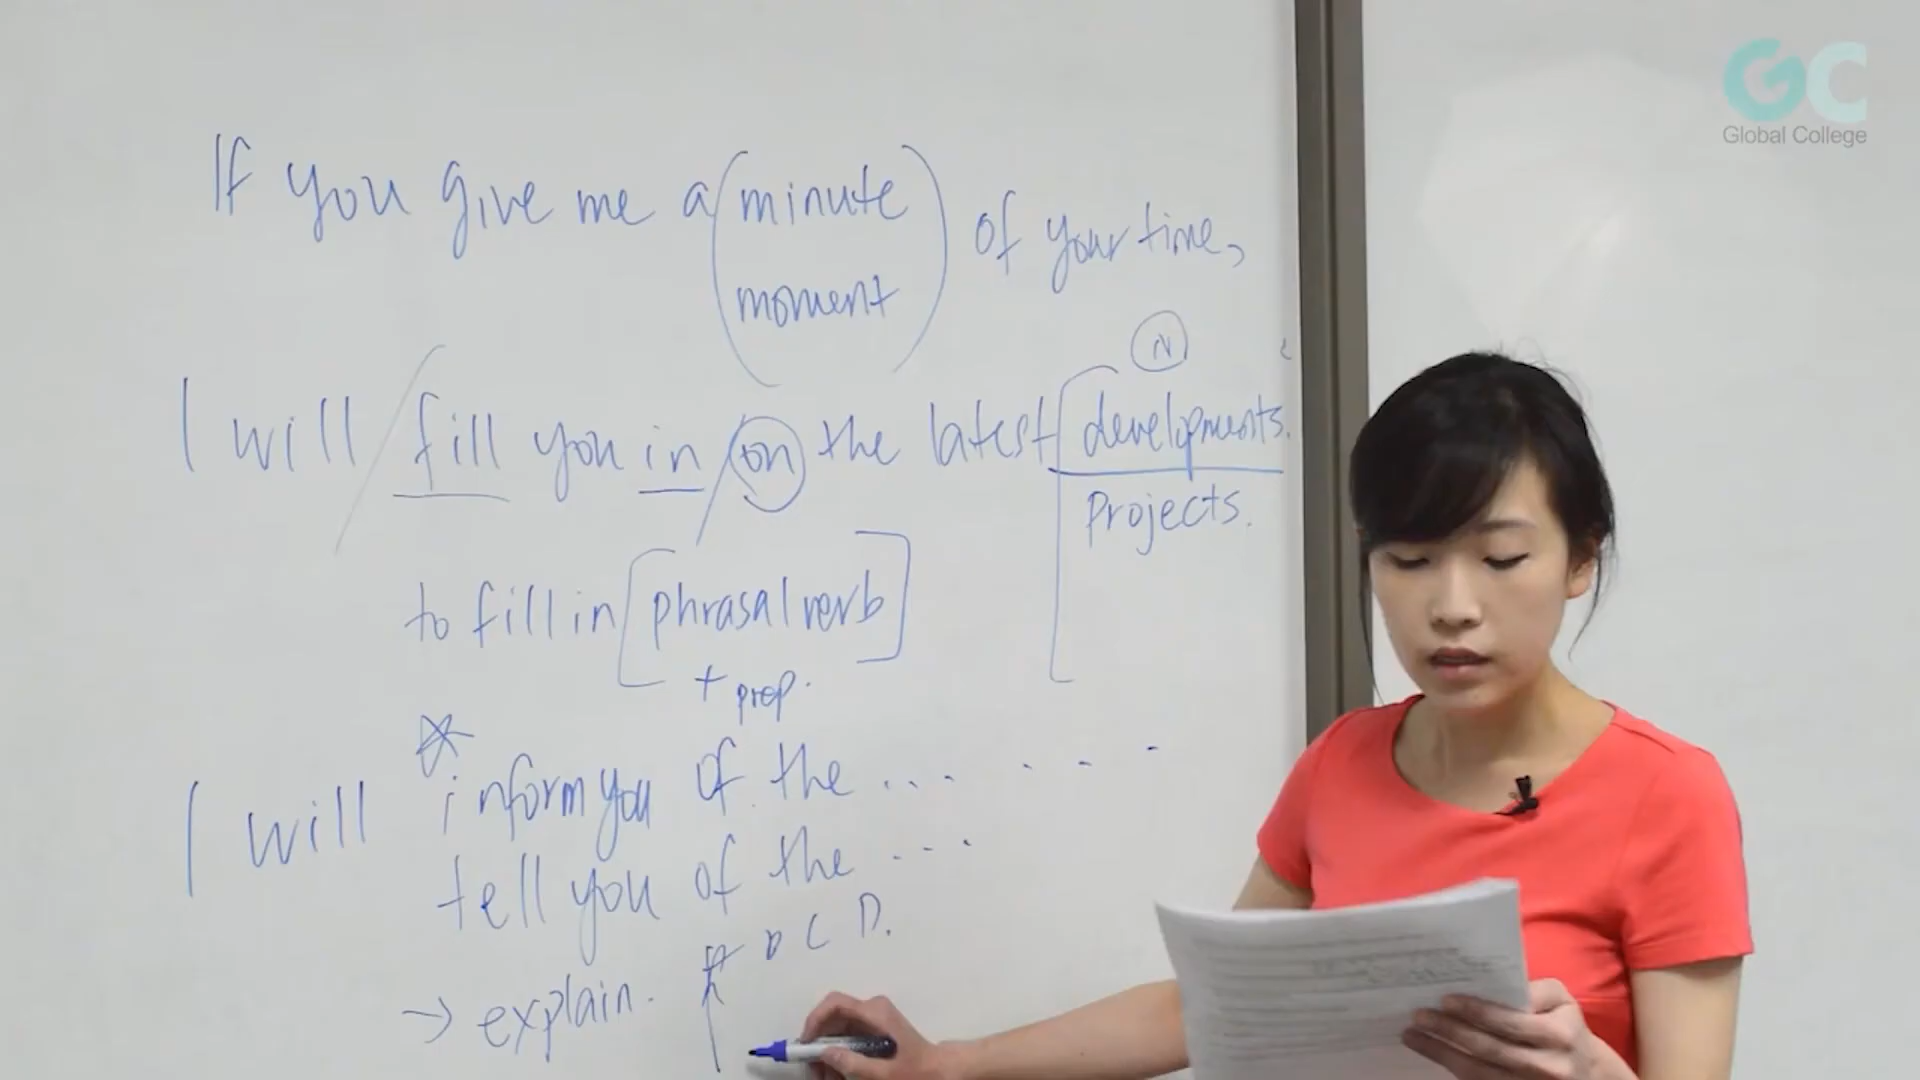 GC
Global College
If you give me a (minute
moment) of your time,
N
I will / fill you in / on the latest [developments.
Projects.
to fill in [phrasal verb]
+ prep.
I will inform you of the ... . . .
tell you of the ...
B C D.
→ explain.